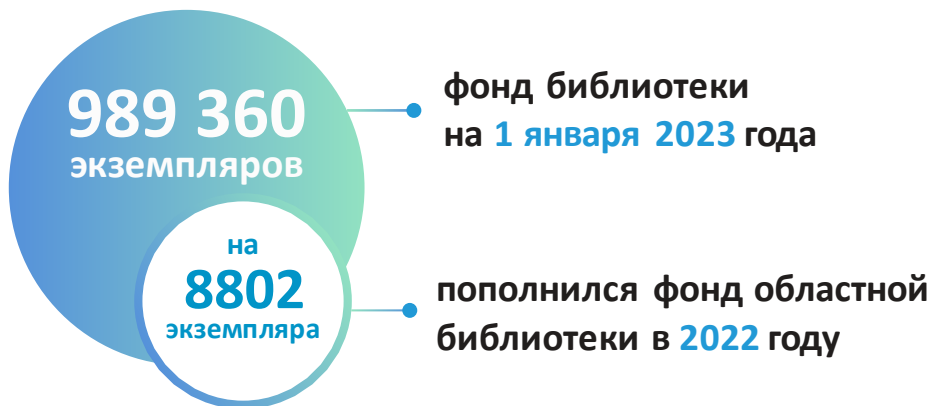 989 360
экземпляров
фонд библиотеки
на 1 января 2023 года
на
8802
экземпляра
пополнился фонд областной
библиотеки в 2022 году